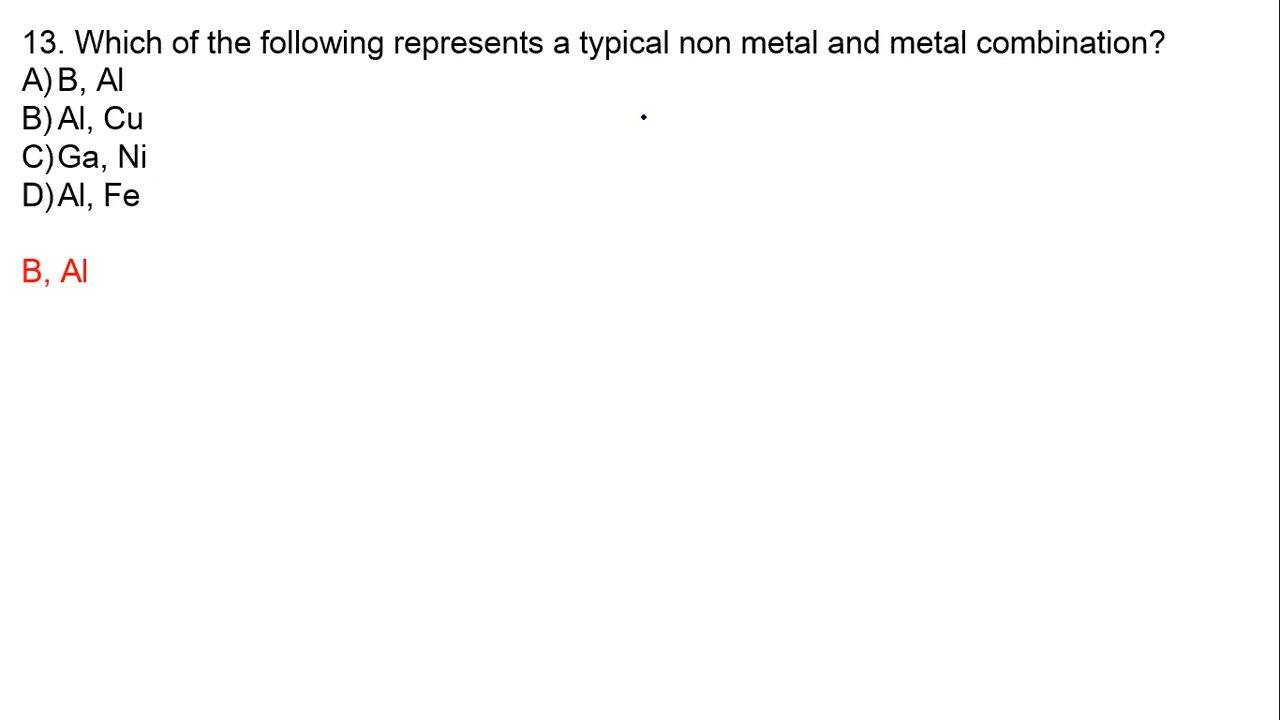 13. Which of the following represents a typical non metal and metal combination?
A) B, Al
B) Al, Cu
C) Ga, Ni
D) Al, Fe
B, Al